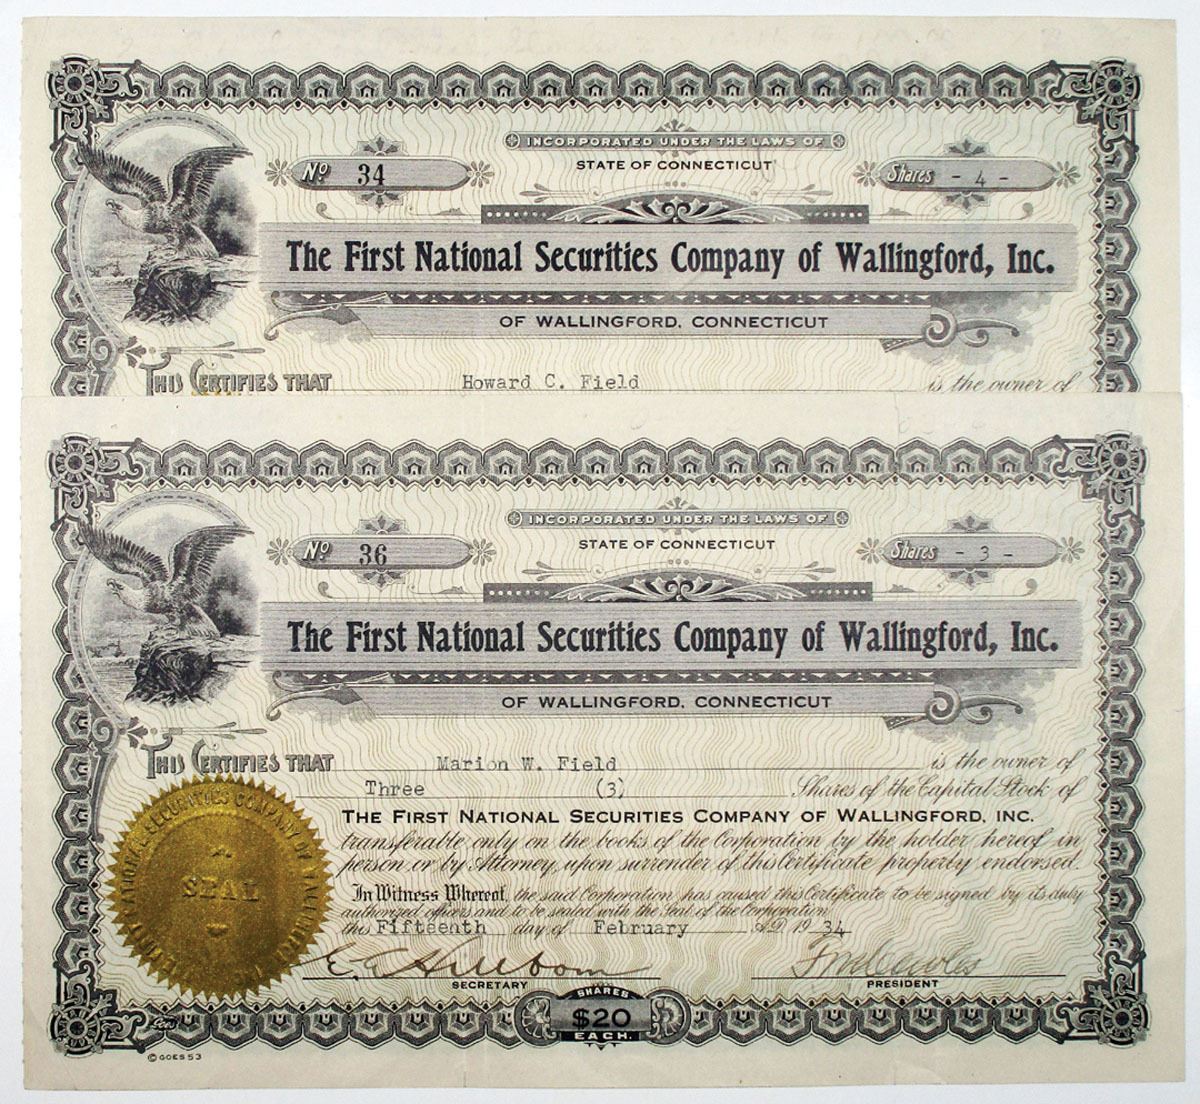 INCORPORATED UNDER THE LAWS OF
STATE OF CONNECTICUT
No 34
Shares - 4 -
The First National Securities Company of Wallingford, Inc.
OF WALLINGFORD, CONNECTICUT
THIS CERTIFIES THAT Howard C. Field is the owner of
INCORPORATED UNDER THE LAWS OF
STATE OF CONNECTICUT
No 36
Shares - 3 -
The First National Securities Company of Wallingford, Inc.
OF WALLINGFORD, CONNECTICUT
THIS CERTIFIES THAT Marion W. Field is the owner of
Three (3) Shares of the Capital Stock of
THE FIRST NATIONAL SECURITIES COMPANY OF WALLINGFORD, INC.
transferable only on the books of the Corporation by the holder hereof in
person or by Attorney, upon surrender of this Certificate properly endorsed.
In Witness Whereof, the said Corporation has caused this Certificate to be signed by its duly
authorized officers and to be sealed with the Seal of the Corporation
this Fifteenth day of February A.D. 19 34
SECRETARY
PRESIDENT
NATIONAL SECURITIES COMPANY OF
SEAL
SHARES
$20
EACH.
Goes
© GOES 53